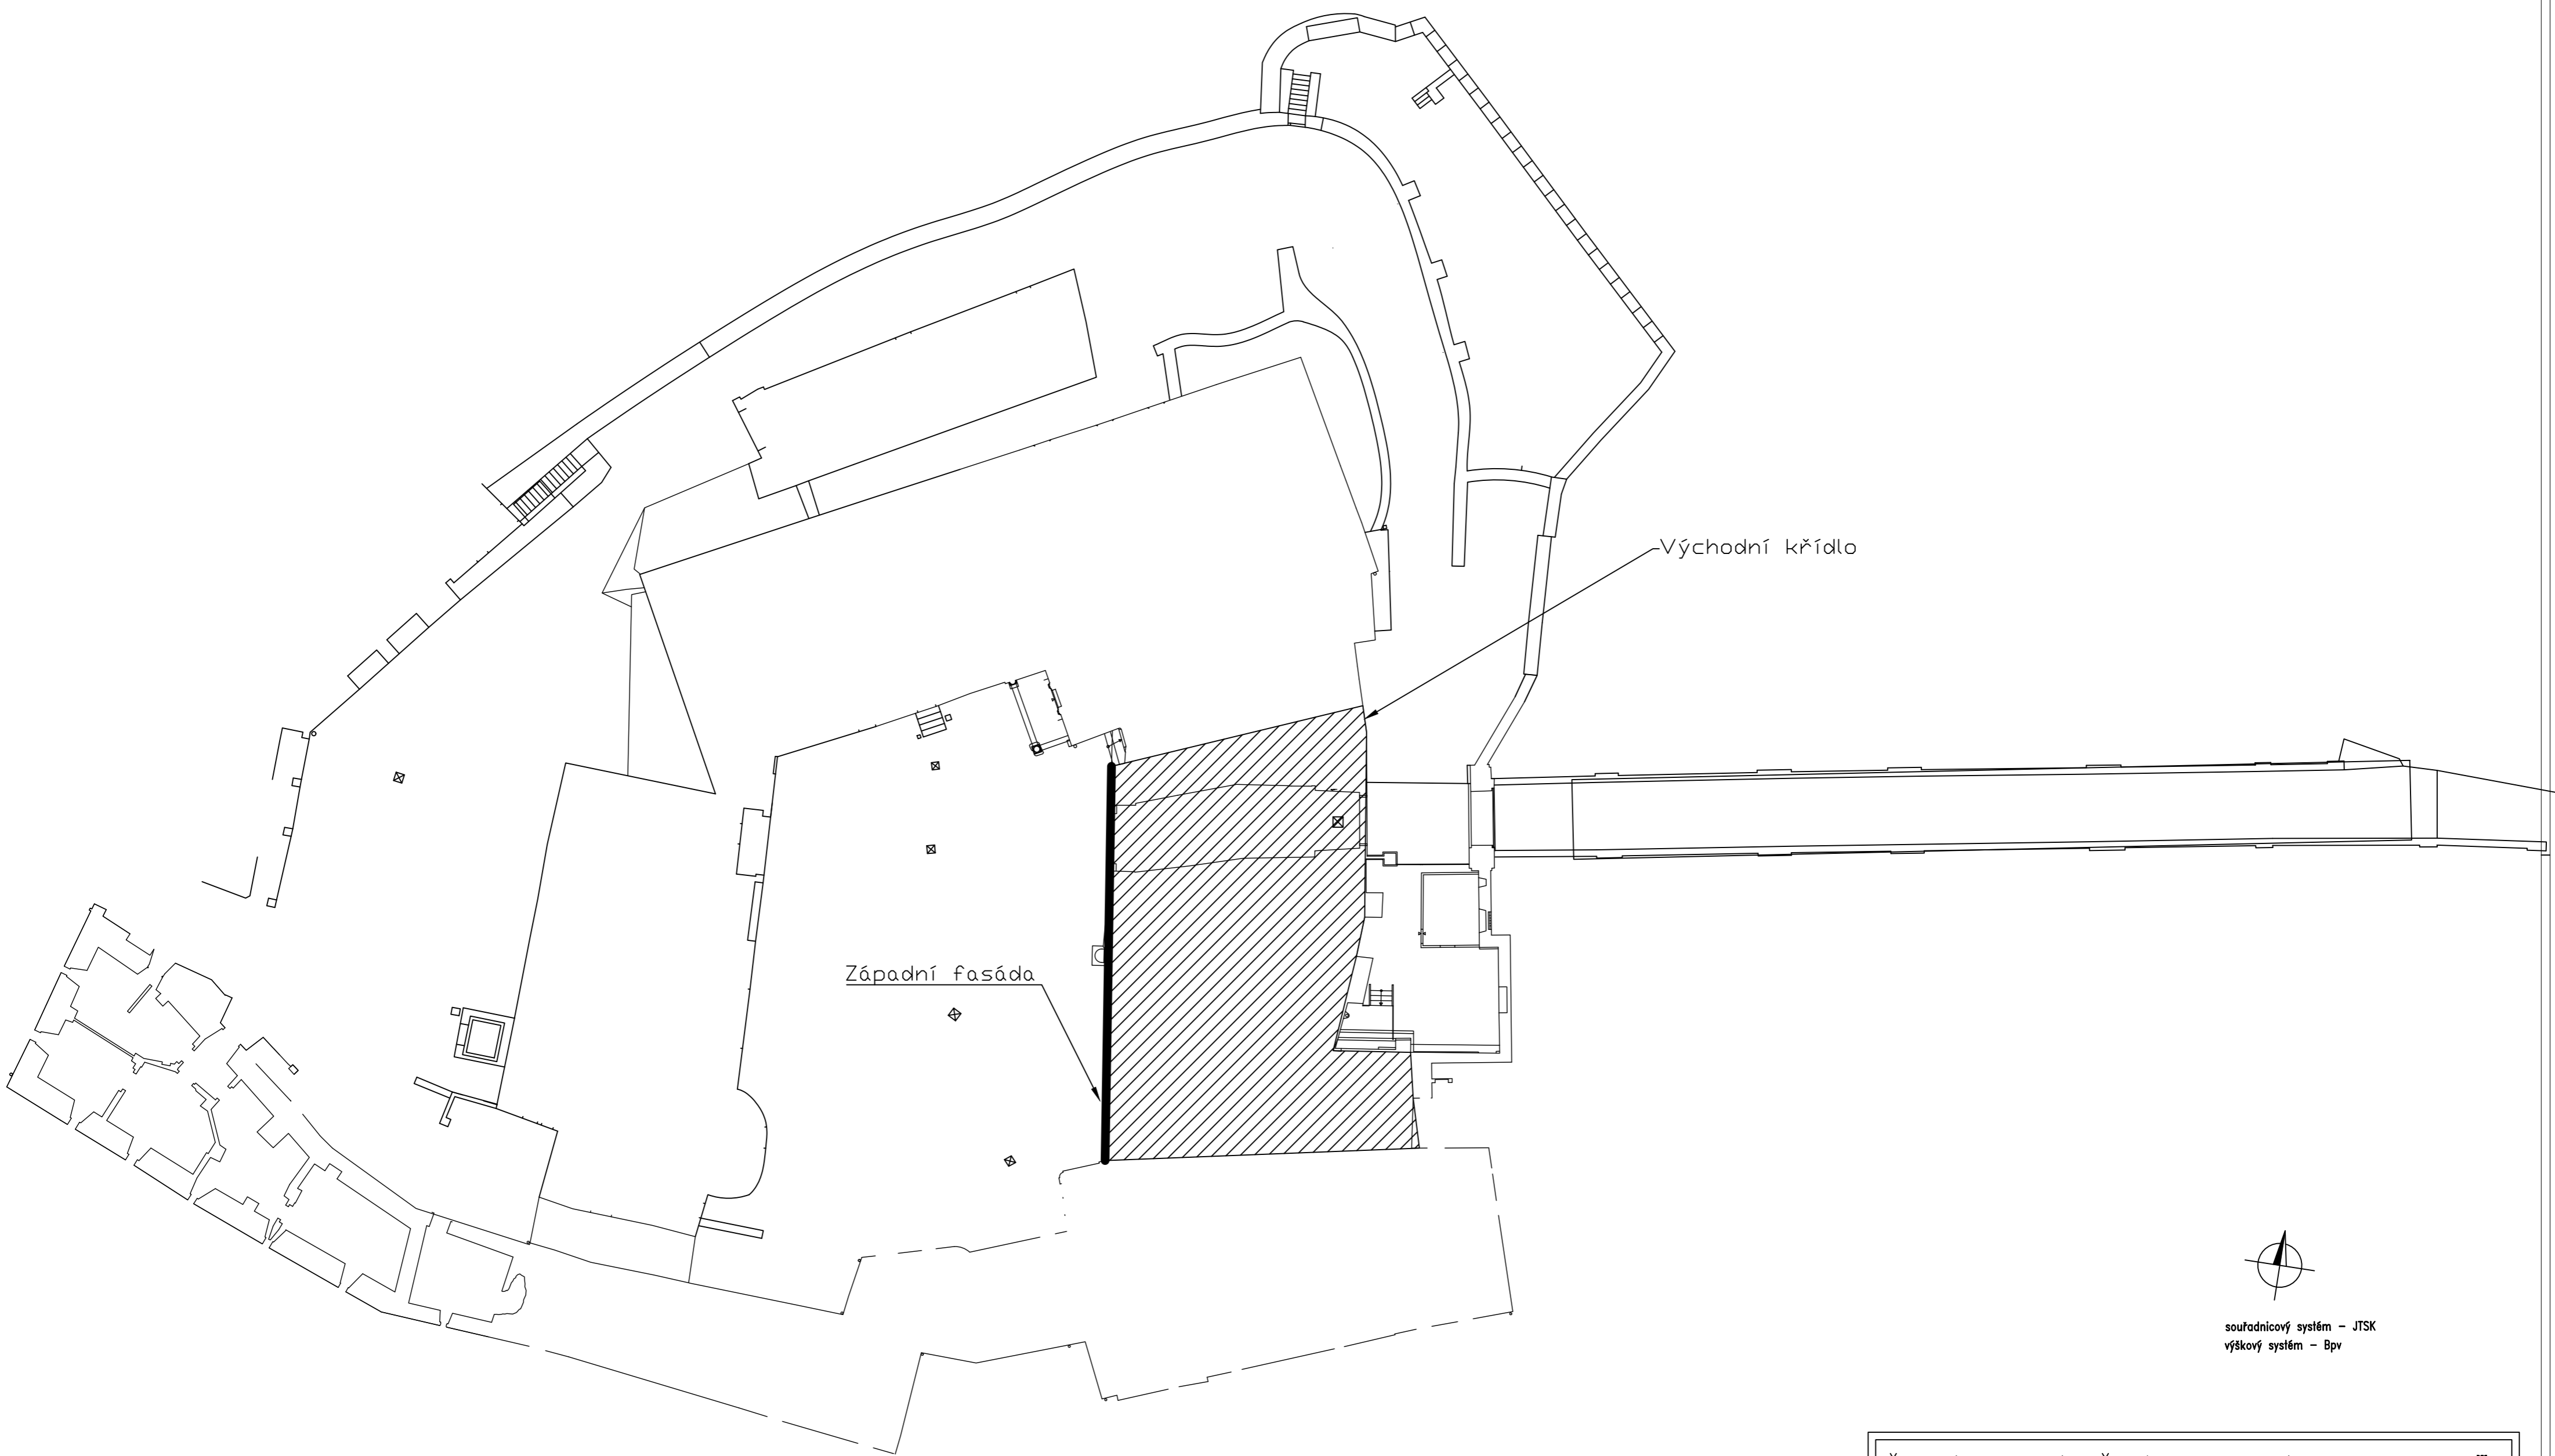 Východní křídlo
Západní fasáda
souřadnicový systém – JTSK
výškový systém – Bpv